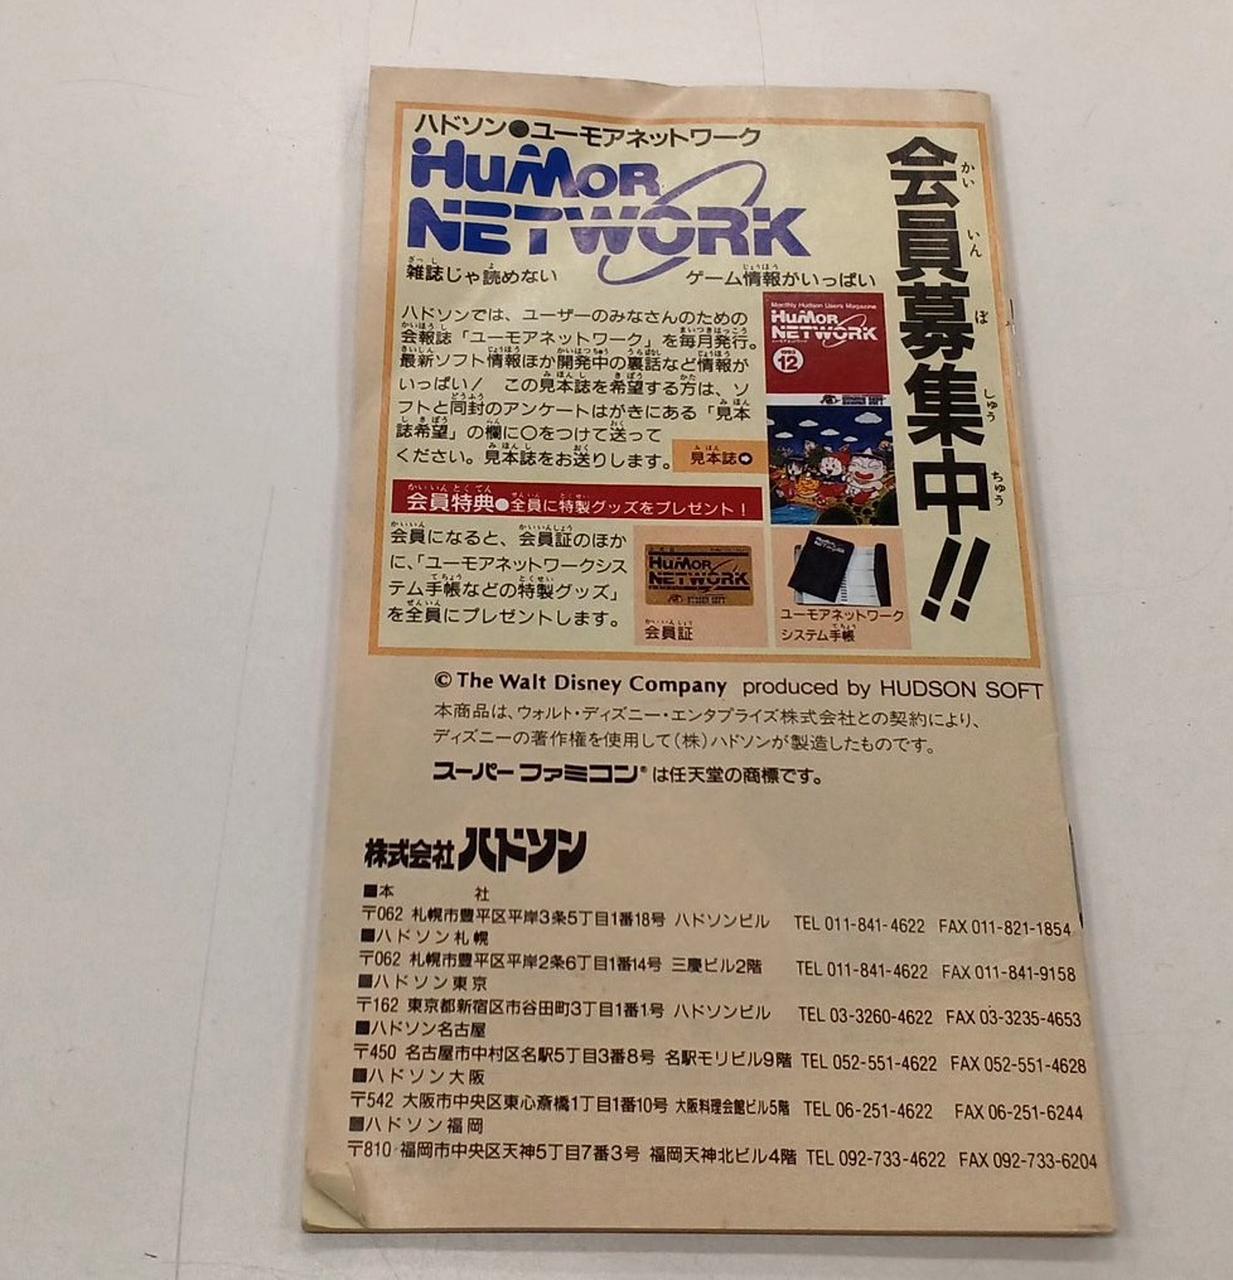 ハドソン●ユーモアネットワーク
HuMOR
NETWORK
会員募集中!!
かいいんぼしゅうちゅう
雑誌じゃ読めない
ゲーム情報がいっぱい
ハドソンでは、ユーザーのみなさんのための
会報誌「ユーモアネットワーク」を毎月発行。
最新ソフト情報ほか開発中の裏話など情報が
いっぱい! この見本誌を希望する方は、ソ
フトと同封のアンケートはがきにある「見本
誌希望」の欄に○をつけて送って
ください。見本誌をお送りします。
見本誌
Monthly Hudson Users Magazine
HuMOR
NETWORK
12
会員特典●全員に特製グッズをプレゼント!
会員になると、会員証のほか
に、「ユーモアネットワークシス
テム手帳などの特製グッズ」
を全員にプレゼントします。
HuMOR
NETWORK
会員証
ユーモアネットワーク
システム手帳
© The Walt Disney Company produced by HUDSON SOFT
本商品は、ウォルト・ディズニー・エンタプライズ株式会社との契約により、
ディズニーの著作権を使用して(株)ハドソンが製造したものです。
スーパーファミコン®は任天堂の商標です。
株式会社ハドソン
■本 社
〒062 札幌市豊平区平岸3条5丁目1番18号 ハドソンビル TEL 011-841-4622 FAX 011-821-1854
■ハドソン札幌
〒062 札幌市豊平区平岸2条6丁目1番14号 三慶ビル2階 TEL 011-841-4622 FAX 011-841-9158
■ハドソン東京
〒162 東京都新宿区市谷田町3丁目1番1号 ハドソンビル TEL 03-3260-4622 FAX 03-3235-4653
■ハドソン名古屋
〒450 名古屋市中村区名駅5丁目3番8号 名駅モリビル9階 TEL 052-551-4622 FAX 052-551-4628
■ハドソン大阪
〒542 大阪市中央区東心斎橋1丁目1番10号 大阪料理会館ビル5階 TEL 06-251-4622 FAX 06-251-6244
■ハドソン福岡
〒810 福岡市中央区天神5丁目7番3号 福岡天神北ビル4階 TEL 092-733-4622 FAX 092-733-6204